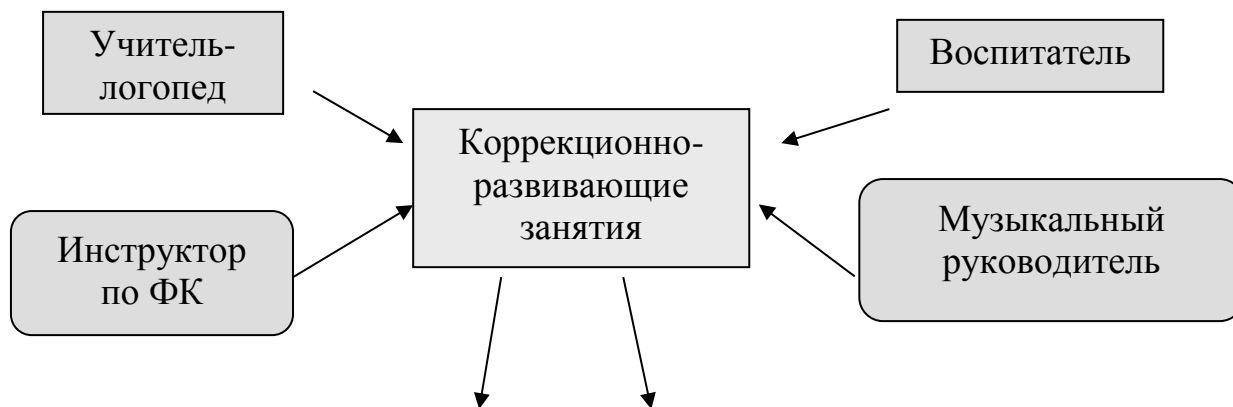 Учитель-
логопед
Воспитатель
Коррекционно-
развивающие
занятия
Инструктор
по ФК
Музыкальный
руководитель